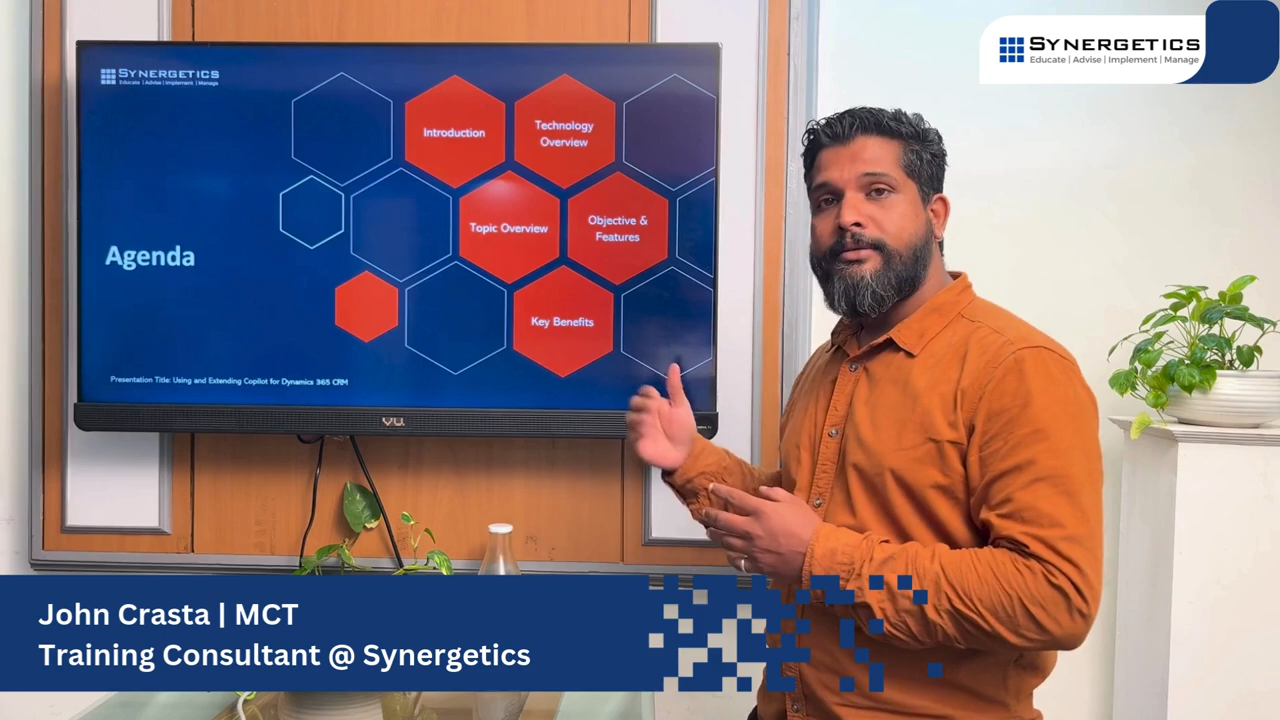 SYNERGETICS
Educate | Advise | Implement | Manage
SYNERGETICS
Educate | Advise | Implement | Manage
Introduction
Technology
Overview
Topic Overview
Objective &
Features
Agenda
Key Benefits
Presentation Title: Using and Extending Copilot for Dynamics 365 CRM
VU
John Crasta | MCT
Training Consultant @ Synergetics